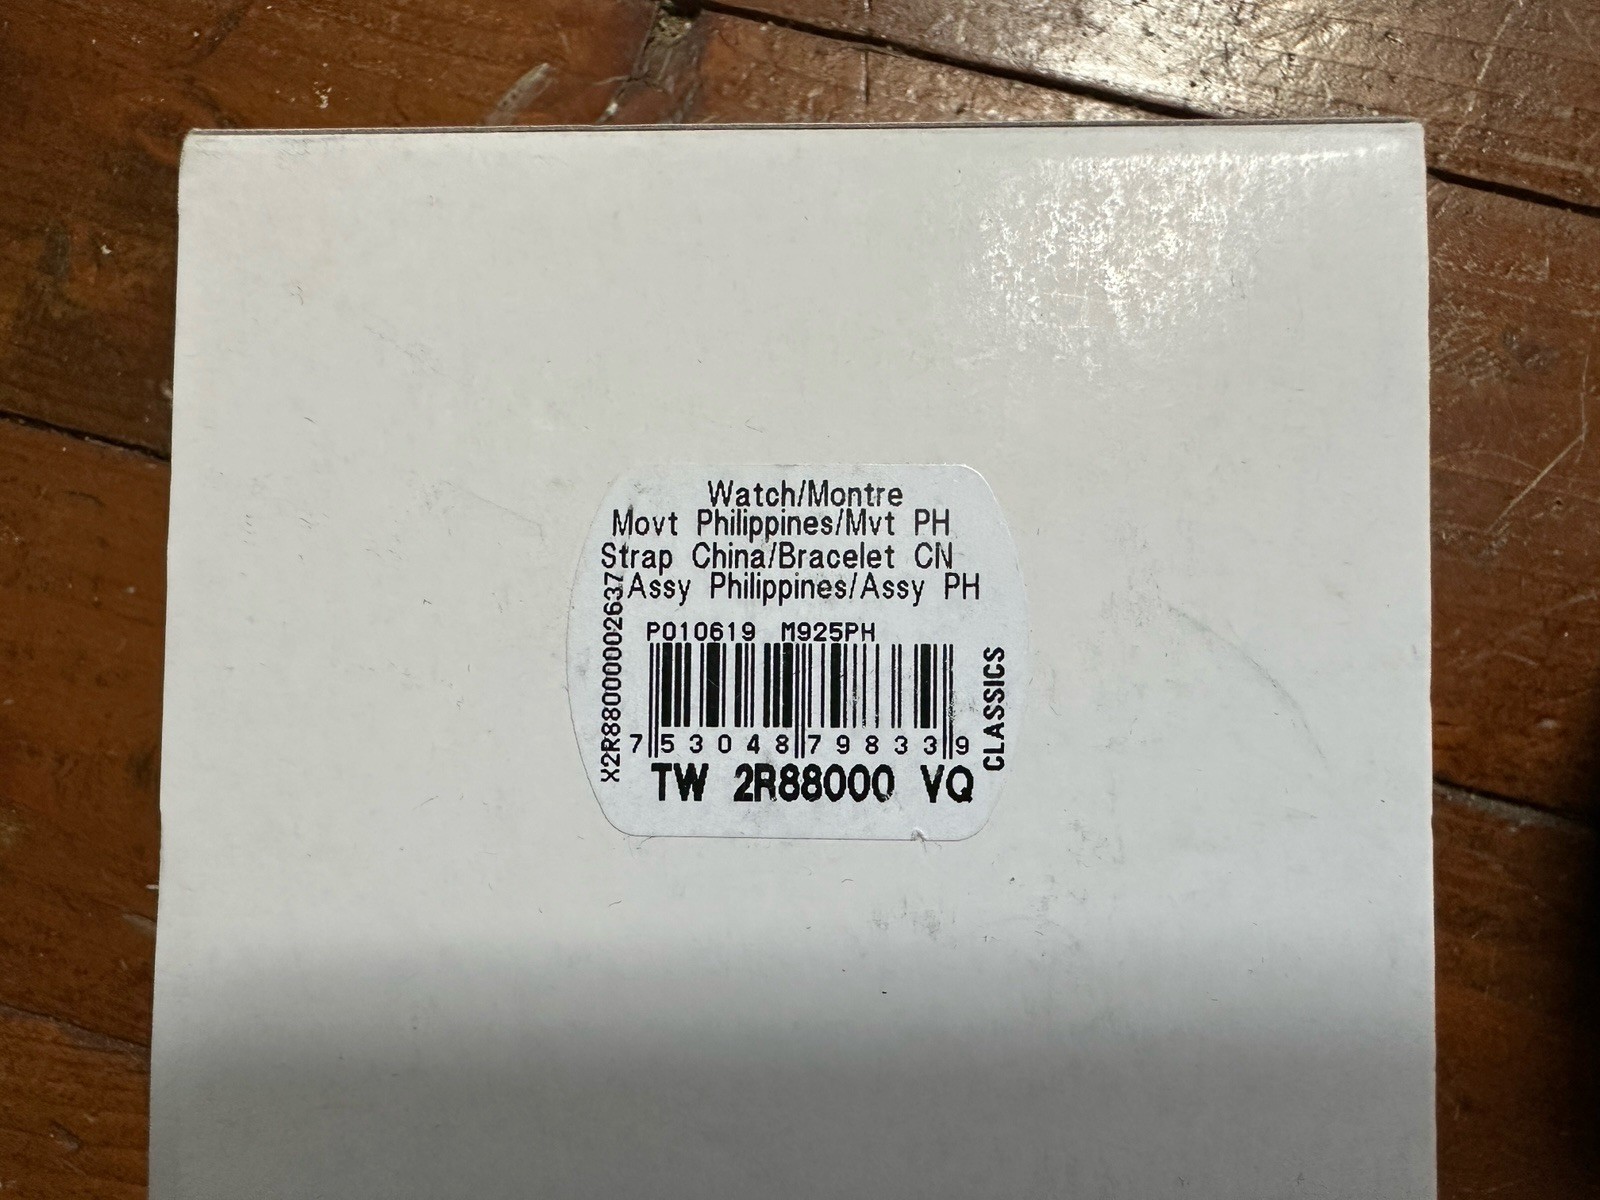 Watch/Montre
Movt Philippines/Mvt PH
Strap China/Bracelet CN
Assy Philippines/Assy PH
X2R8800002637
P010619 M925PH
7 53048 79833 9
CLASSICS
TW 2R88000 VQ